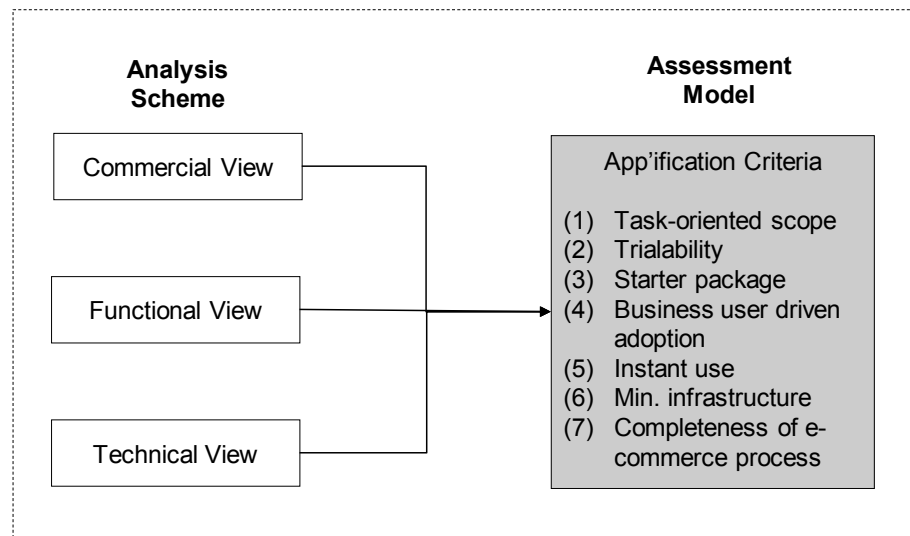 Analysis
Scheme
Assessment
Model
Commercial View
Functional View
Technical View
App'ification Criteria
(1) Task-oriented scope
(2) Trialability
(3) Starter package
(4) Business user driven
adoption
(5) Instant use
(6) Min. infrastructure
(7) Completeness of e-
commerce process